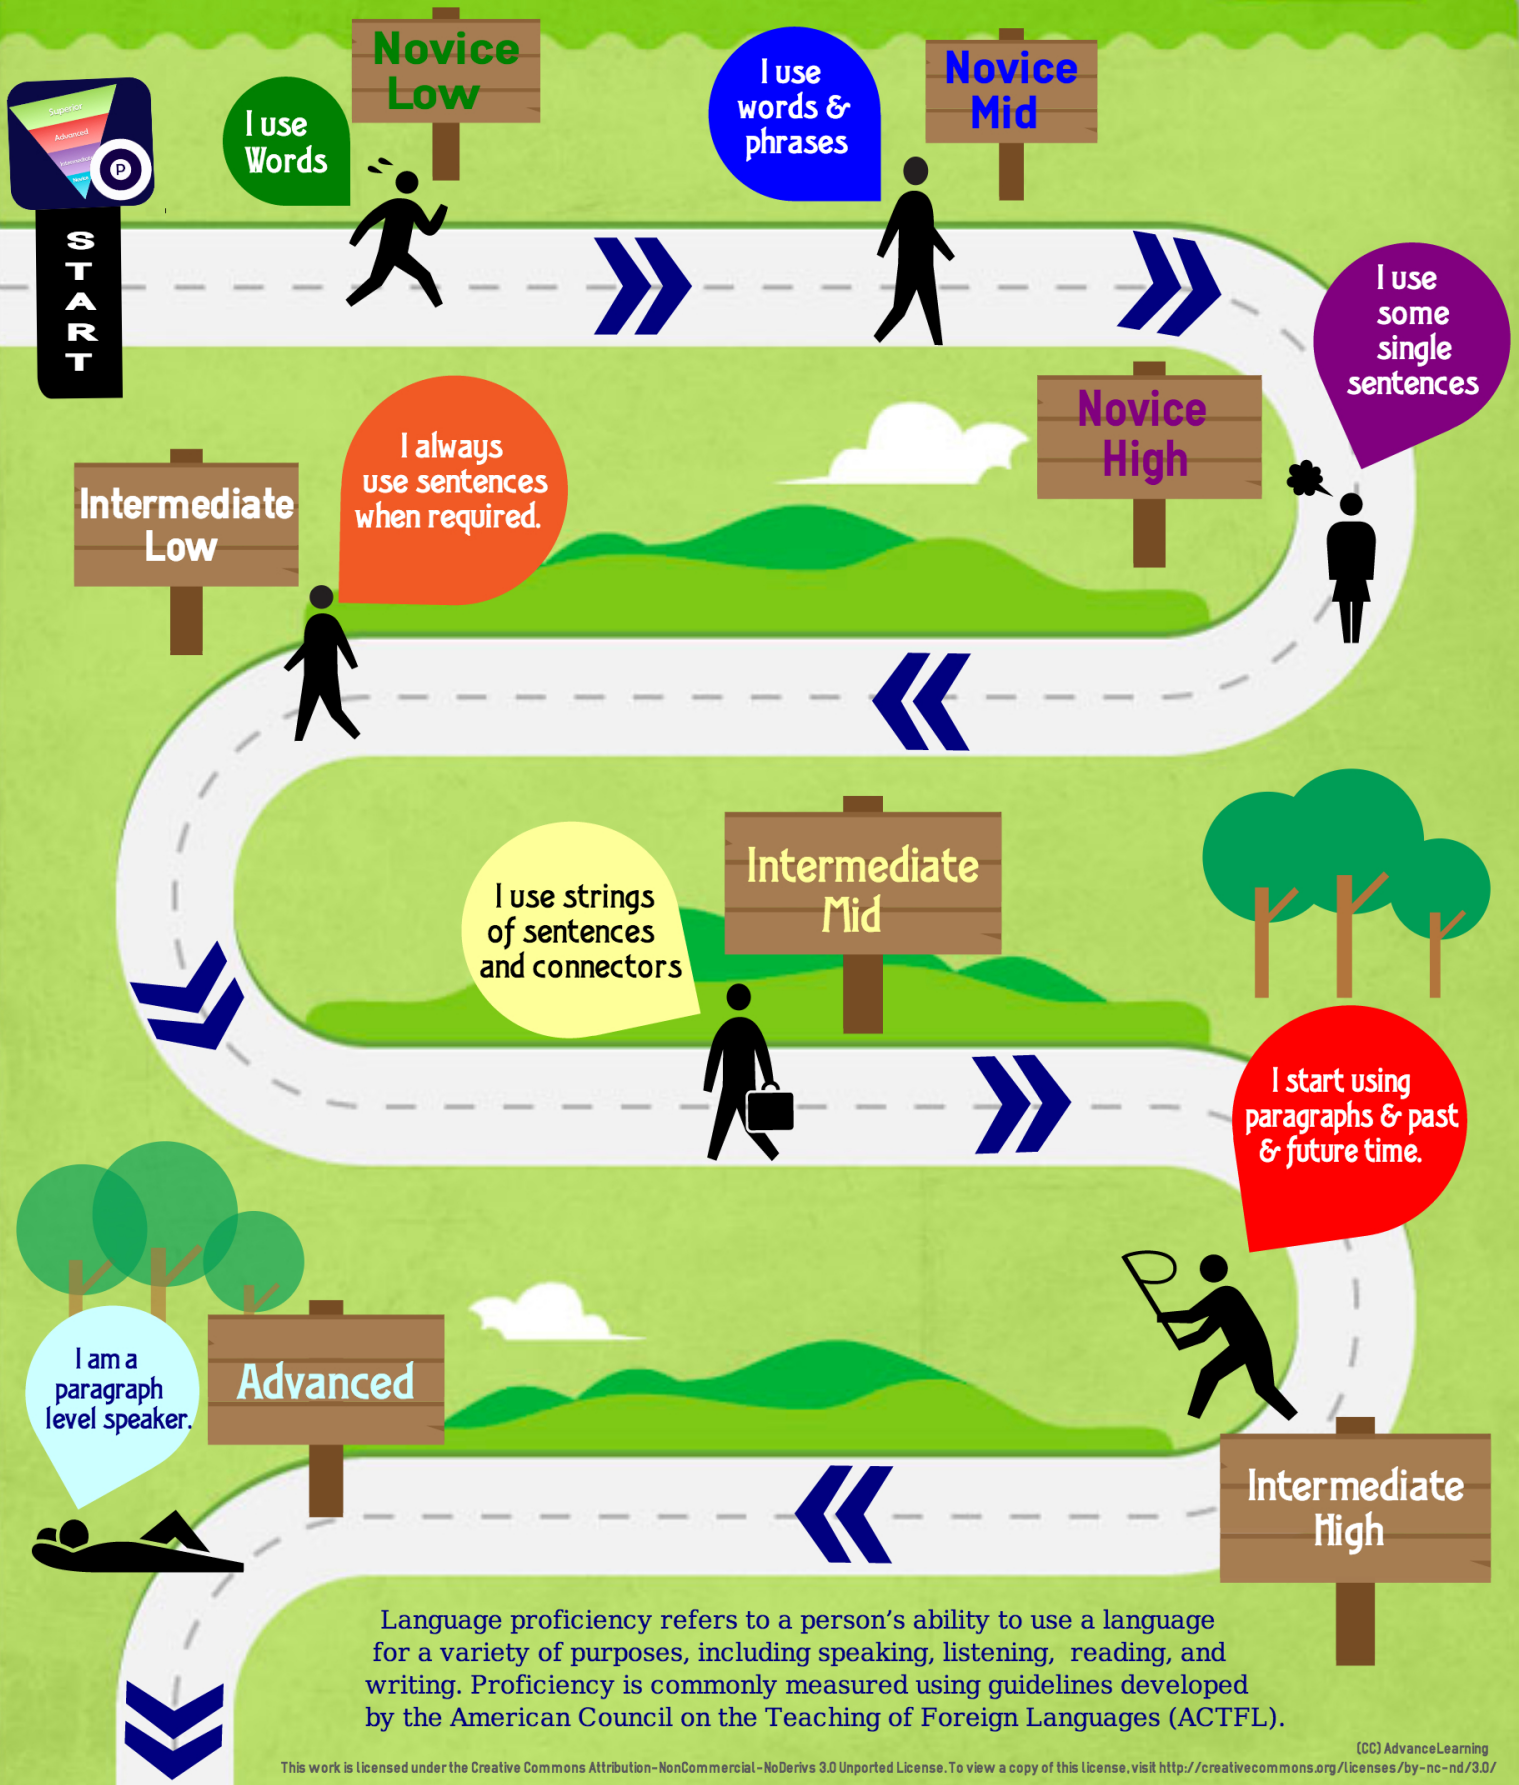 Novice
Low
Novice
Mid
I use
words &
phrases
I use
Words
Superior
Advanced
Intermediate
Novice
P
START
I use
some
single
sentences
Novice
High
I always
use sentences
when required.
Intermediate
Low
Intermediate
Mid
I use strings
of sentences
and connectors
I start using
paragraphs & past
& future time.
I am a
paragraph
level speaker.
Advanced
Intermediate
High
Language proficiency refers to a person's ability to use a language
for a variety of purposes, including speaking, listening, reading, and
writing. Proficiency is commonly measured using guidelines developed
by the American Council on the Teaching of Foreign Languages (ACTFL).
(CC) AdvanceLearning
This work is licensed under the Creative Commons Attribution-NonCommercial-NoDerivs 3.0 Unported License. To view a copy of this license, visit http://creativecommons.org/licenses/by-nc-nd/3.0/